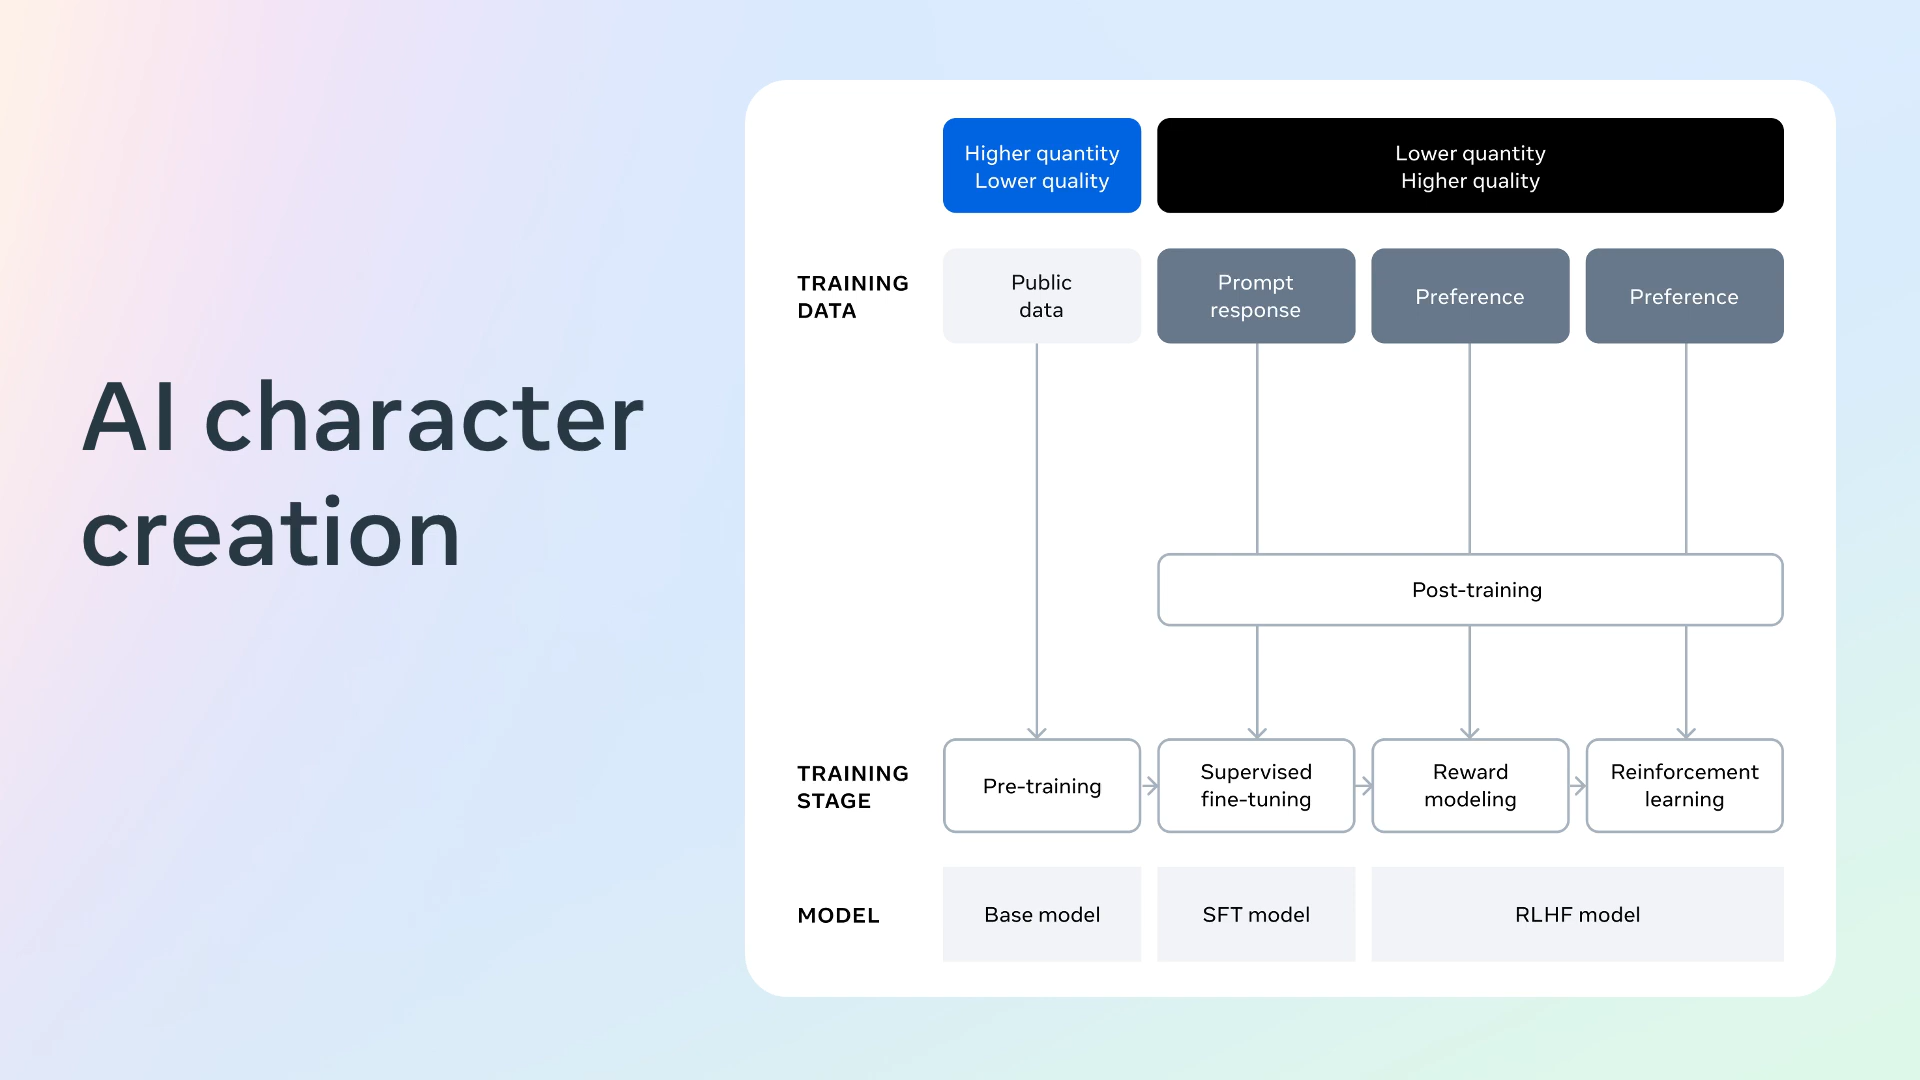 AI character
creation
Higher quantity
Lower quality
Lower quantity
Higher quality
TRAINING
DATA
Public
data
Prompt
response
Preference
Preference
Post-training
TRAINING
STAGE
Pre-training
Supervised
fine-tuning
Reward
modeling
Reinforcement
learning
MODEL
Base model
SFT model
RLHF model